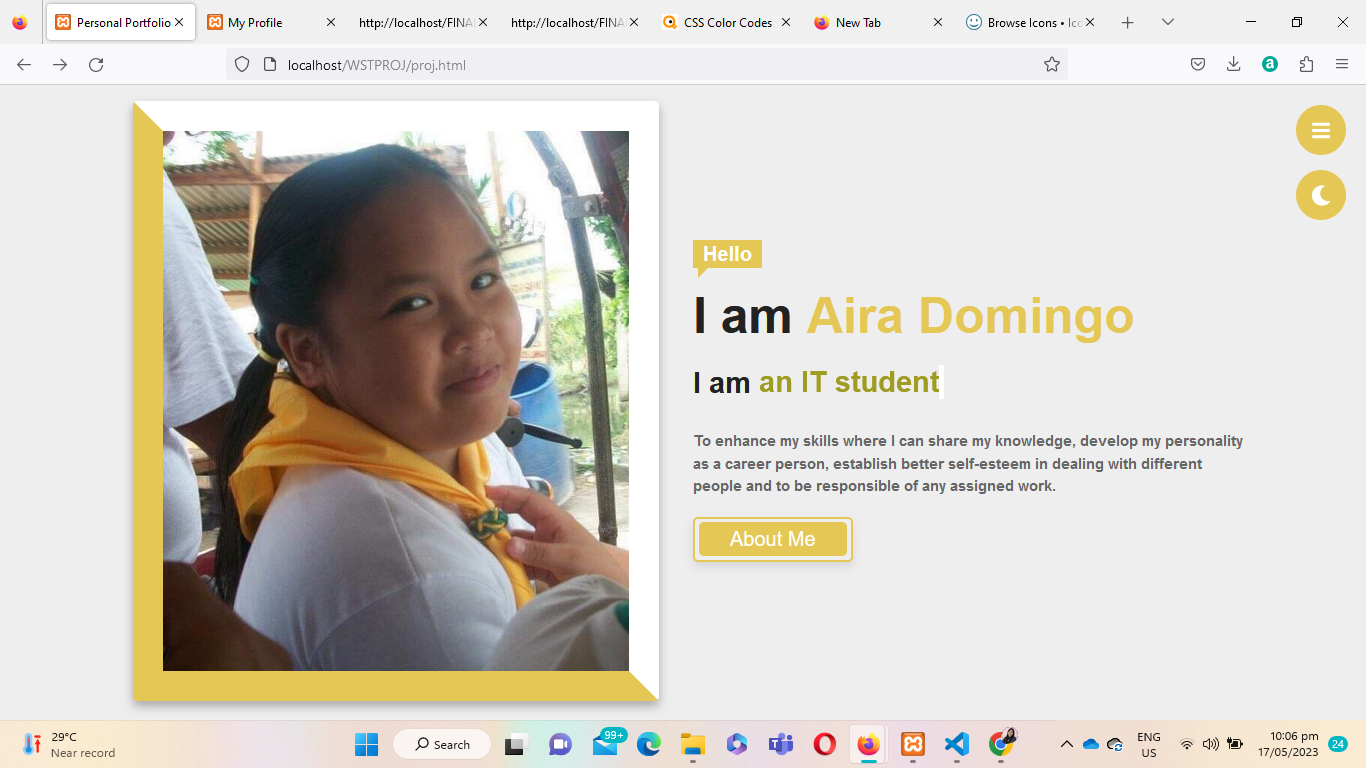 Personal Portfolio
My Profile
http://localhost/FINA
http://localhost/FINA
CSS Color Codes
New Tab
Browse Icons • Ico
localhost/WSTPROJ/proj.html
Hello
I am Aira Domingo
I am an IT student
To enhance my skills where I can share my knowledge, develop my personality
as a career person, establish better self-esteem in dealing with different
people and to be responsible of any assigned work.
About Me
29°C
Near record
Search
99+
ENG
US
10:06 pm
17/05/2023
24